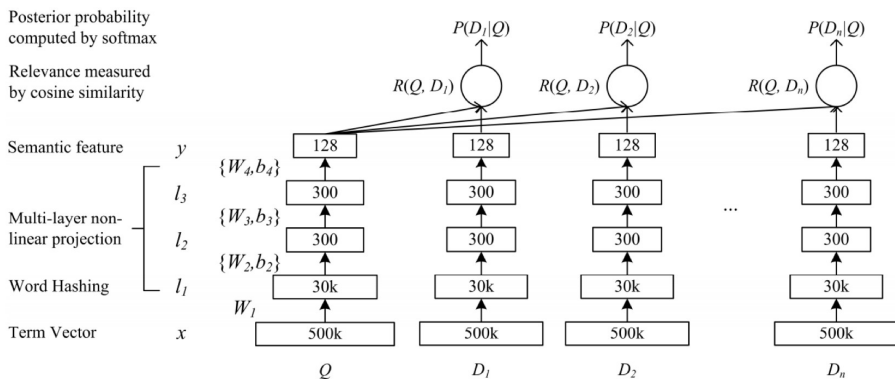 Posterior probability
computed by softmax
P(D1|Q) P(D2|Q) P(Dn|Q)
Relevance measured
by cosine similarity
R(Q, D1) R(Q, D2) R(Q, Dn)
Semantic feature y 128 128 128 128
{W4,b4}
l3 300 300 300 300
Multi-layer non-
linear projection
{W3,b3}
...
l2 300 300 300 300
{W2,b2}
Word Hashing l1 30k 30k 30k 30k
W1
Term Vector x 500k 500k 500k 500k
Q D1 D2 Dn